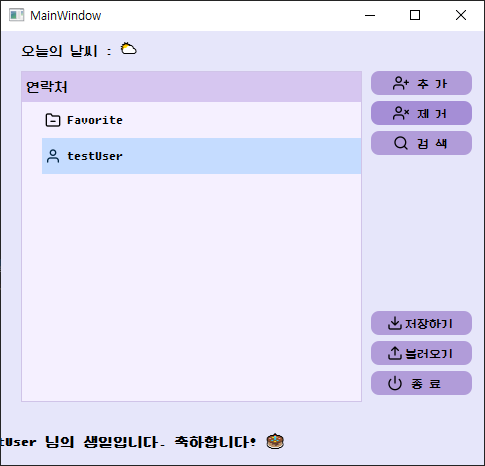 MainWindow
오늘의 날씨 :
연락처
Favorite
testUser
추 가
제 거
검 색
저장하기
불러오기
종 료
tUser 님의 생일입니다. 축하합니다!